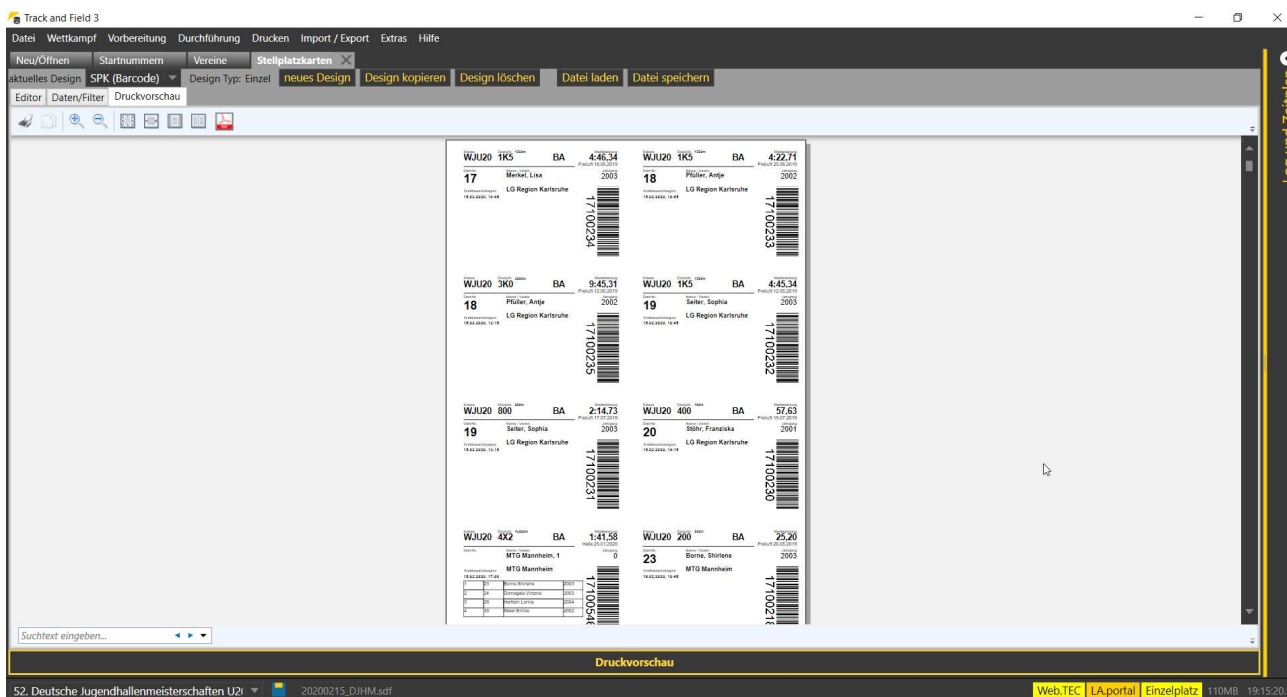 Track and Field 3
Datei Wettkampf Vorbereitung Durchführung Drucken Import / Export Extras Hilfe
Neu/Öffnen Startnummern Vereine Stellplatzkarten
aktuelles Design SPK (Barcode) Design Typ: Einzel neues Design Design kopieren Design löschen Datei laden Datei speichern
Editor Daten/Filter Druckvorschau
WJU20 1K5 BA 4:46,34
17 Merkel, Lisa 2003
LG Region Karlsruhe
17100234
WJU20 1K5 BA 4:22,71
18 Pfüller, Antje 2002
LG Region Karlsruhe
17100233
WJU20 3K0 BA 9:45,31
18 Pfüller, Antje 2002
LG Region Karlsruhe
17100235
WJU20 1K5 BA 4:45,34
19 Seiter, Sophia 2003
LG Region Karlsruhe
17100232
WJU20 800 BA 2:14,73
19 Seiter, Sophia 2003
LG Region Karlsruhe
17100231
WJU20 400 BA 57,63
20 Stöhr, Franziska 2001
LG Region Karlsruhe
17100230
WJU20 4X2 BA 1:41,58
MTG Mannheim, 1 0
MTG Mannheim
WJU20 200 BA 25,20
23 Borne, Shirlene 2003
MTG Mannheim
Suchtext eingeben...
Druckvorschau
52. Deutsche Jugendhallenmeisterschaften 20200215_DJHM.sdf Web.TEC LA.portal Einzelplatz 110MB 19:15:20